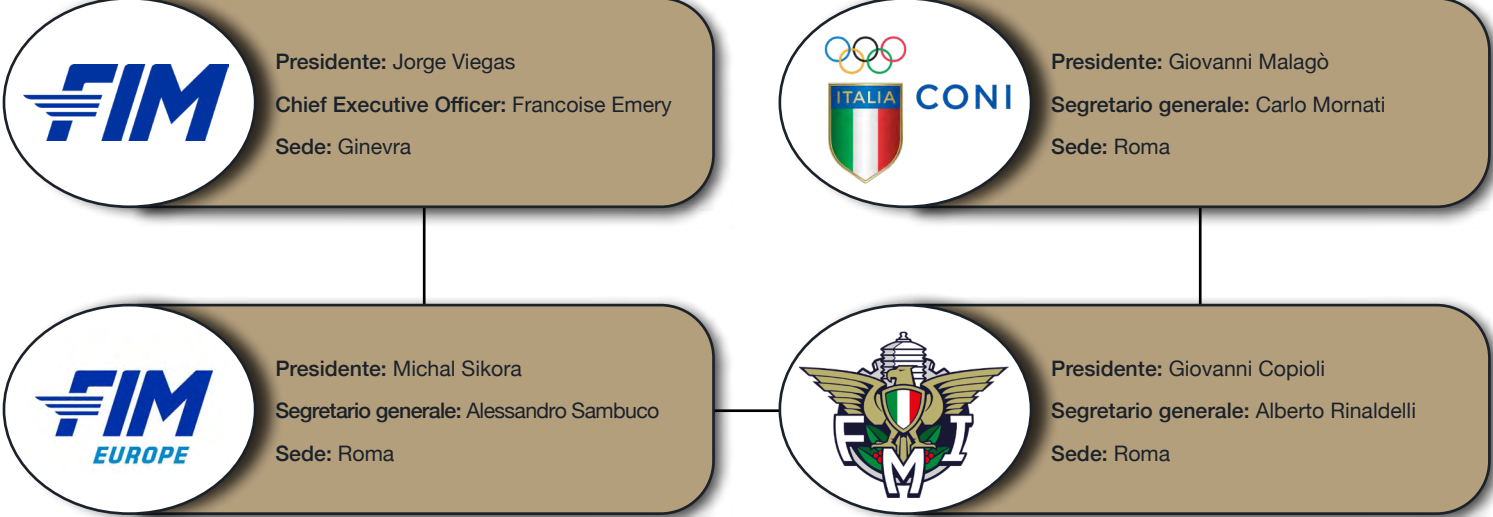 FIM
Presidente: Jorge Viegas
Chief Executive Officer: Francoise Emery
Sede: Ginevra
ITALIA
CONI
Presidente: Giovanni Malagò
Segretario generale: Carlo Mornati
Sede: Roma
FIM
EUROPE
Presidente: Michal Sikora
Segretario generale: Alessandro Sambuco
Sede: Roma
F M I
Presidente: Giovanni Copioli
Segretario generale: Alberto Rinaldelli
Sede: Roma